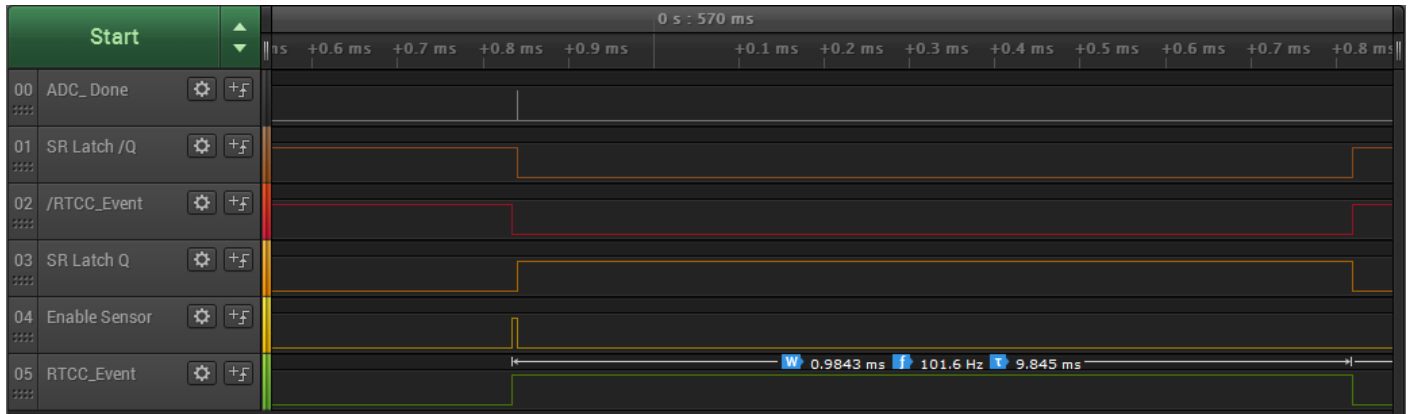 Start
0 s : 570 ms
ms +0.6 ms +0.7 ms +0.8 ms +0.9 ms +0.1 ms +0.2 ms +0.3 ms +0.4 ms +0.5 ms +0.6 ms +0.7 ms +0.8 ms
00 ADC_ Done
01 SR Latch /Q
02 /RTCC_Event
03 SR Latch Q
04 Enable Sensor
05 RTCC_Event
W 0.9843 ms f 101.6 Hz T 9.845 ms